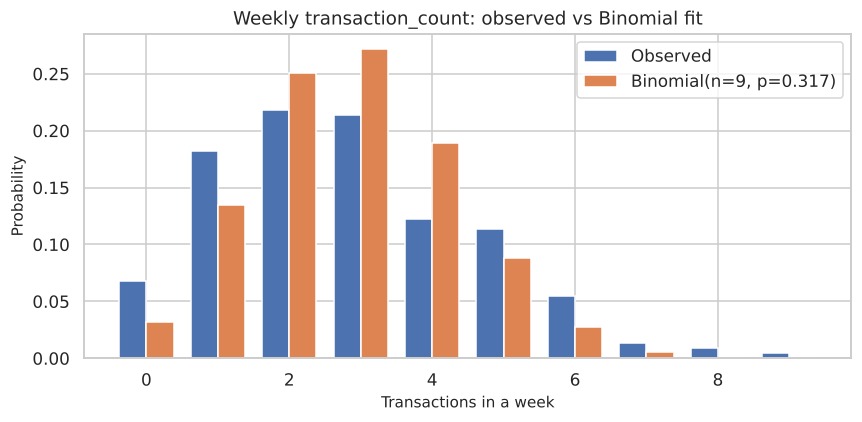 Weekly transaction_count: observed vs Binomial fit
Observed
Binomial(n=9, p=0.317)
Probability
0.25
0.20
0.15
0.10
0.05
0.00
0 2 4 6 8
Transactions in a week